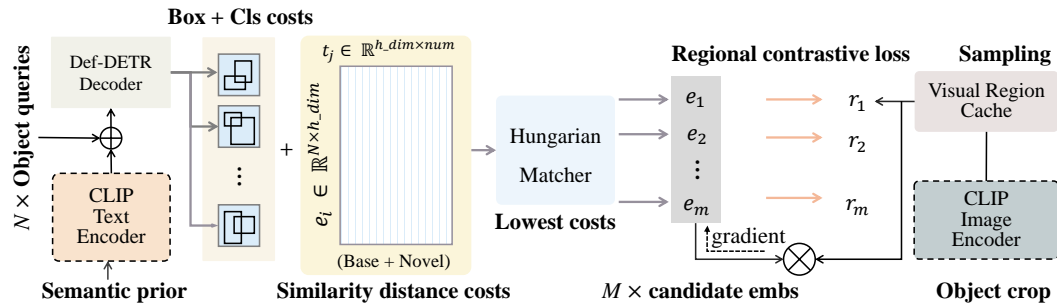 Box + Cls costs
Def-DETR
Decoder
N × Object queries
CLIP
Text
Encoder
Semantic prior
...
+
t_j ∈ ℝ^{h_dim×num}
e_i ∈ ℝ^{N×h_dim}
(Base + Novel)
Similarity distance costs
Hungarian
Matcher
Lowest costs
Regional contrastive loss
e_1
e_2
⋮
e_m
r_1
r_2
r_m
gradient
M × candidate embs
Sampling
Visual Region
Cache
CLIP
Image
Encoder
Object crop